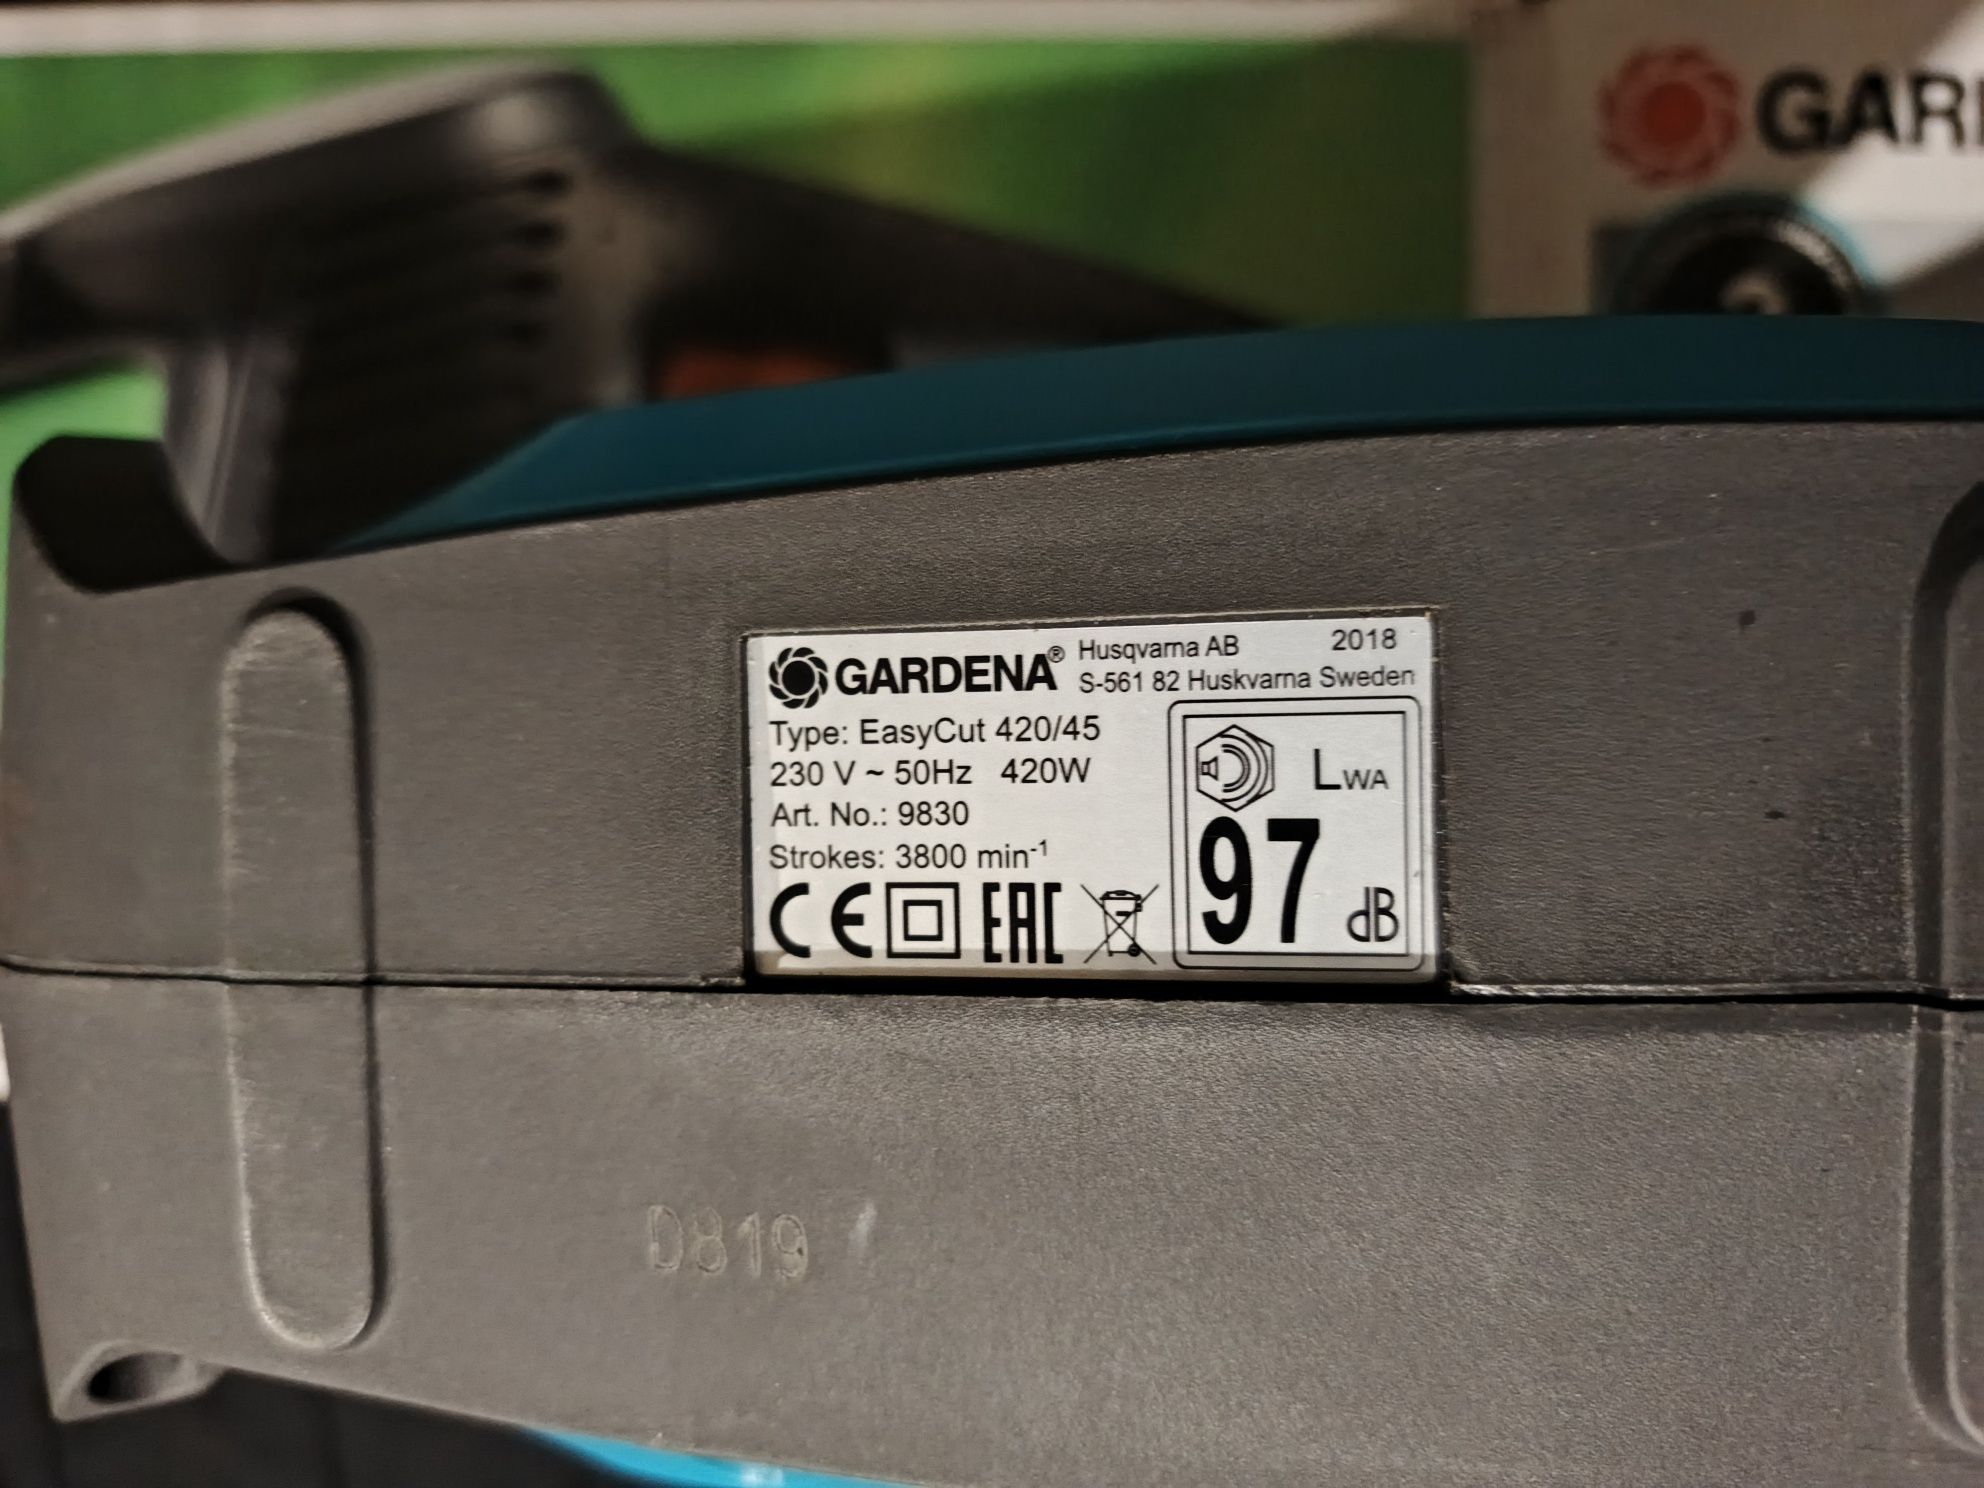 GARDENA® Husqvarna AB 2018
S-561 82 Huskvarna Sweden
Type: EasyCut 420/45
230 V ~ 50Hz 420W
Art. No.: 9830
Strokes: 3800 min-1
CE EAC
LWA
97 dB
D819